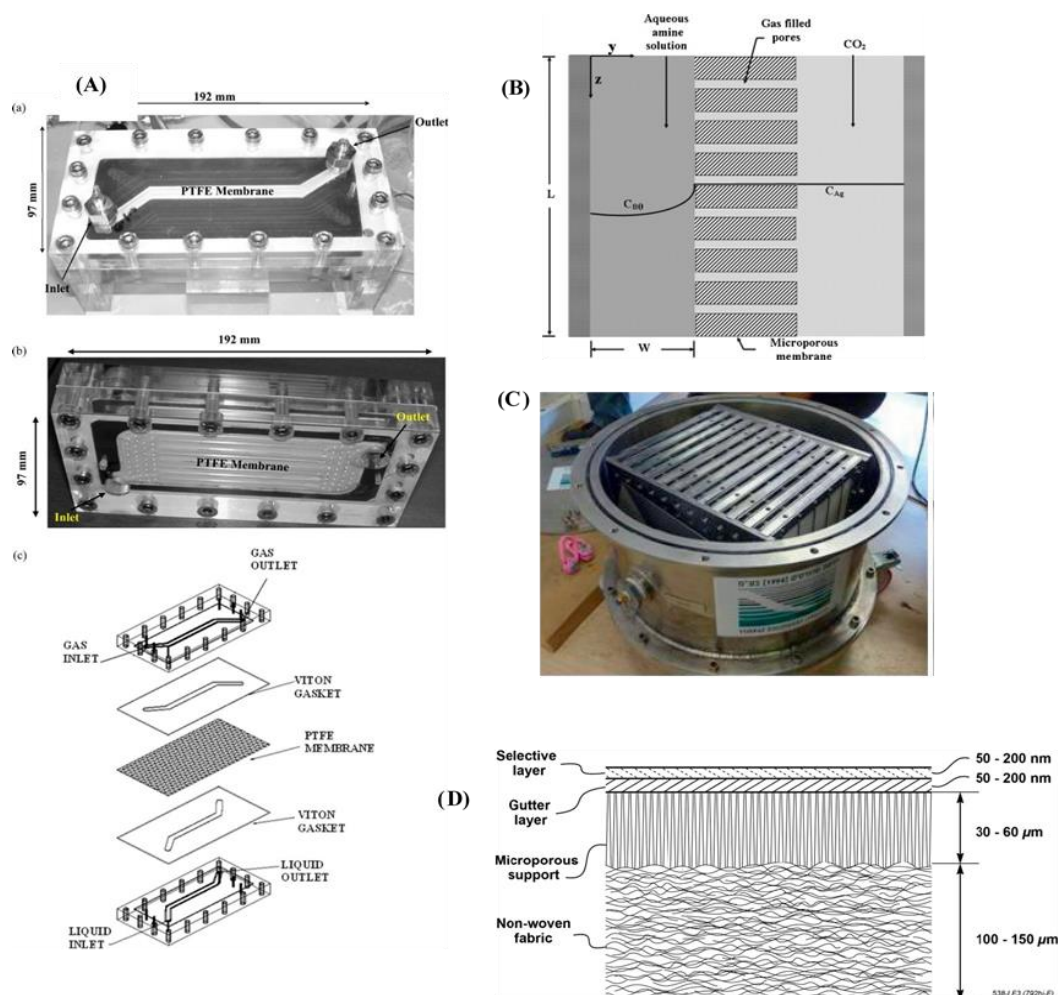 (A)
(a)
192 mm
Outlet
PTFE Membrane
97 mm
Inlet
(b)
192 mm
Outlet
PTFE Membrane
97 mm
Inlet
(c)
GAS
OUTLET
GAS
INLET
VITON
GASKET
PTFE
MEMBRANE
VITON
GASKET
LIQUID
OUTLET
LIQUID
INLET
(B)
Aqueous
amine
solution
Gas filled
pores
CO₂
y
z
L
C_B0
C_Ag
W
Microporous
membrane
(C)
(D)
Selective
layer
50 - 200 nm
50 - 200 nm
Gutter
layer
30 - 60 µm
Microporous
support
Non-woven
fabric
100 - 150 µm